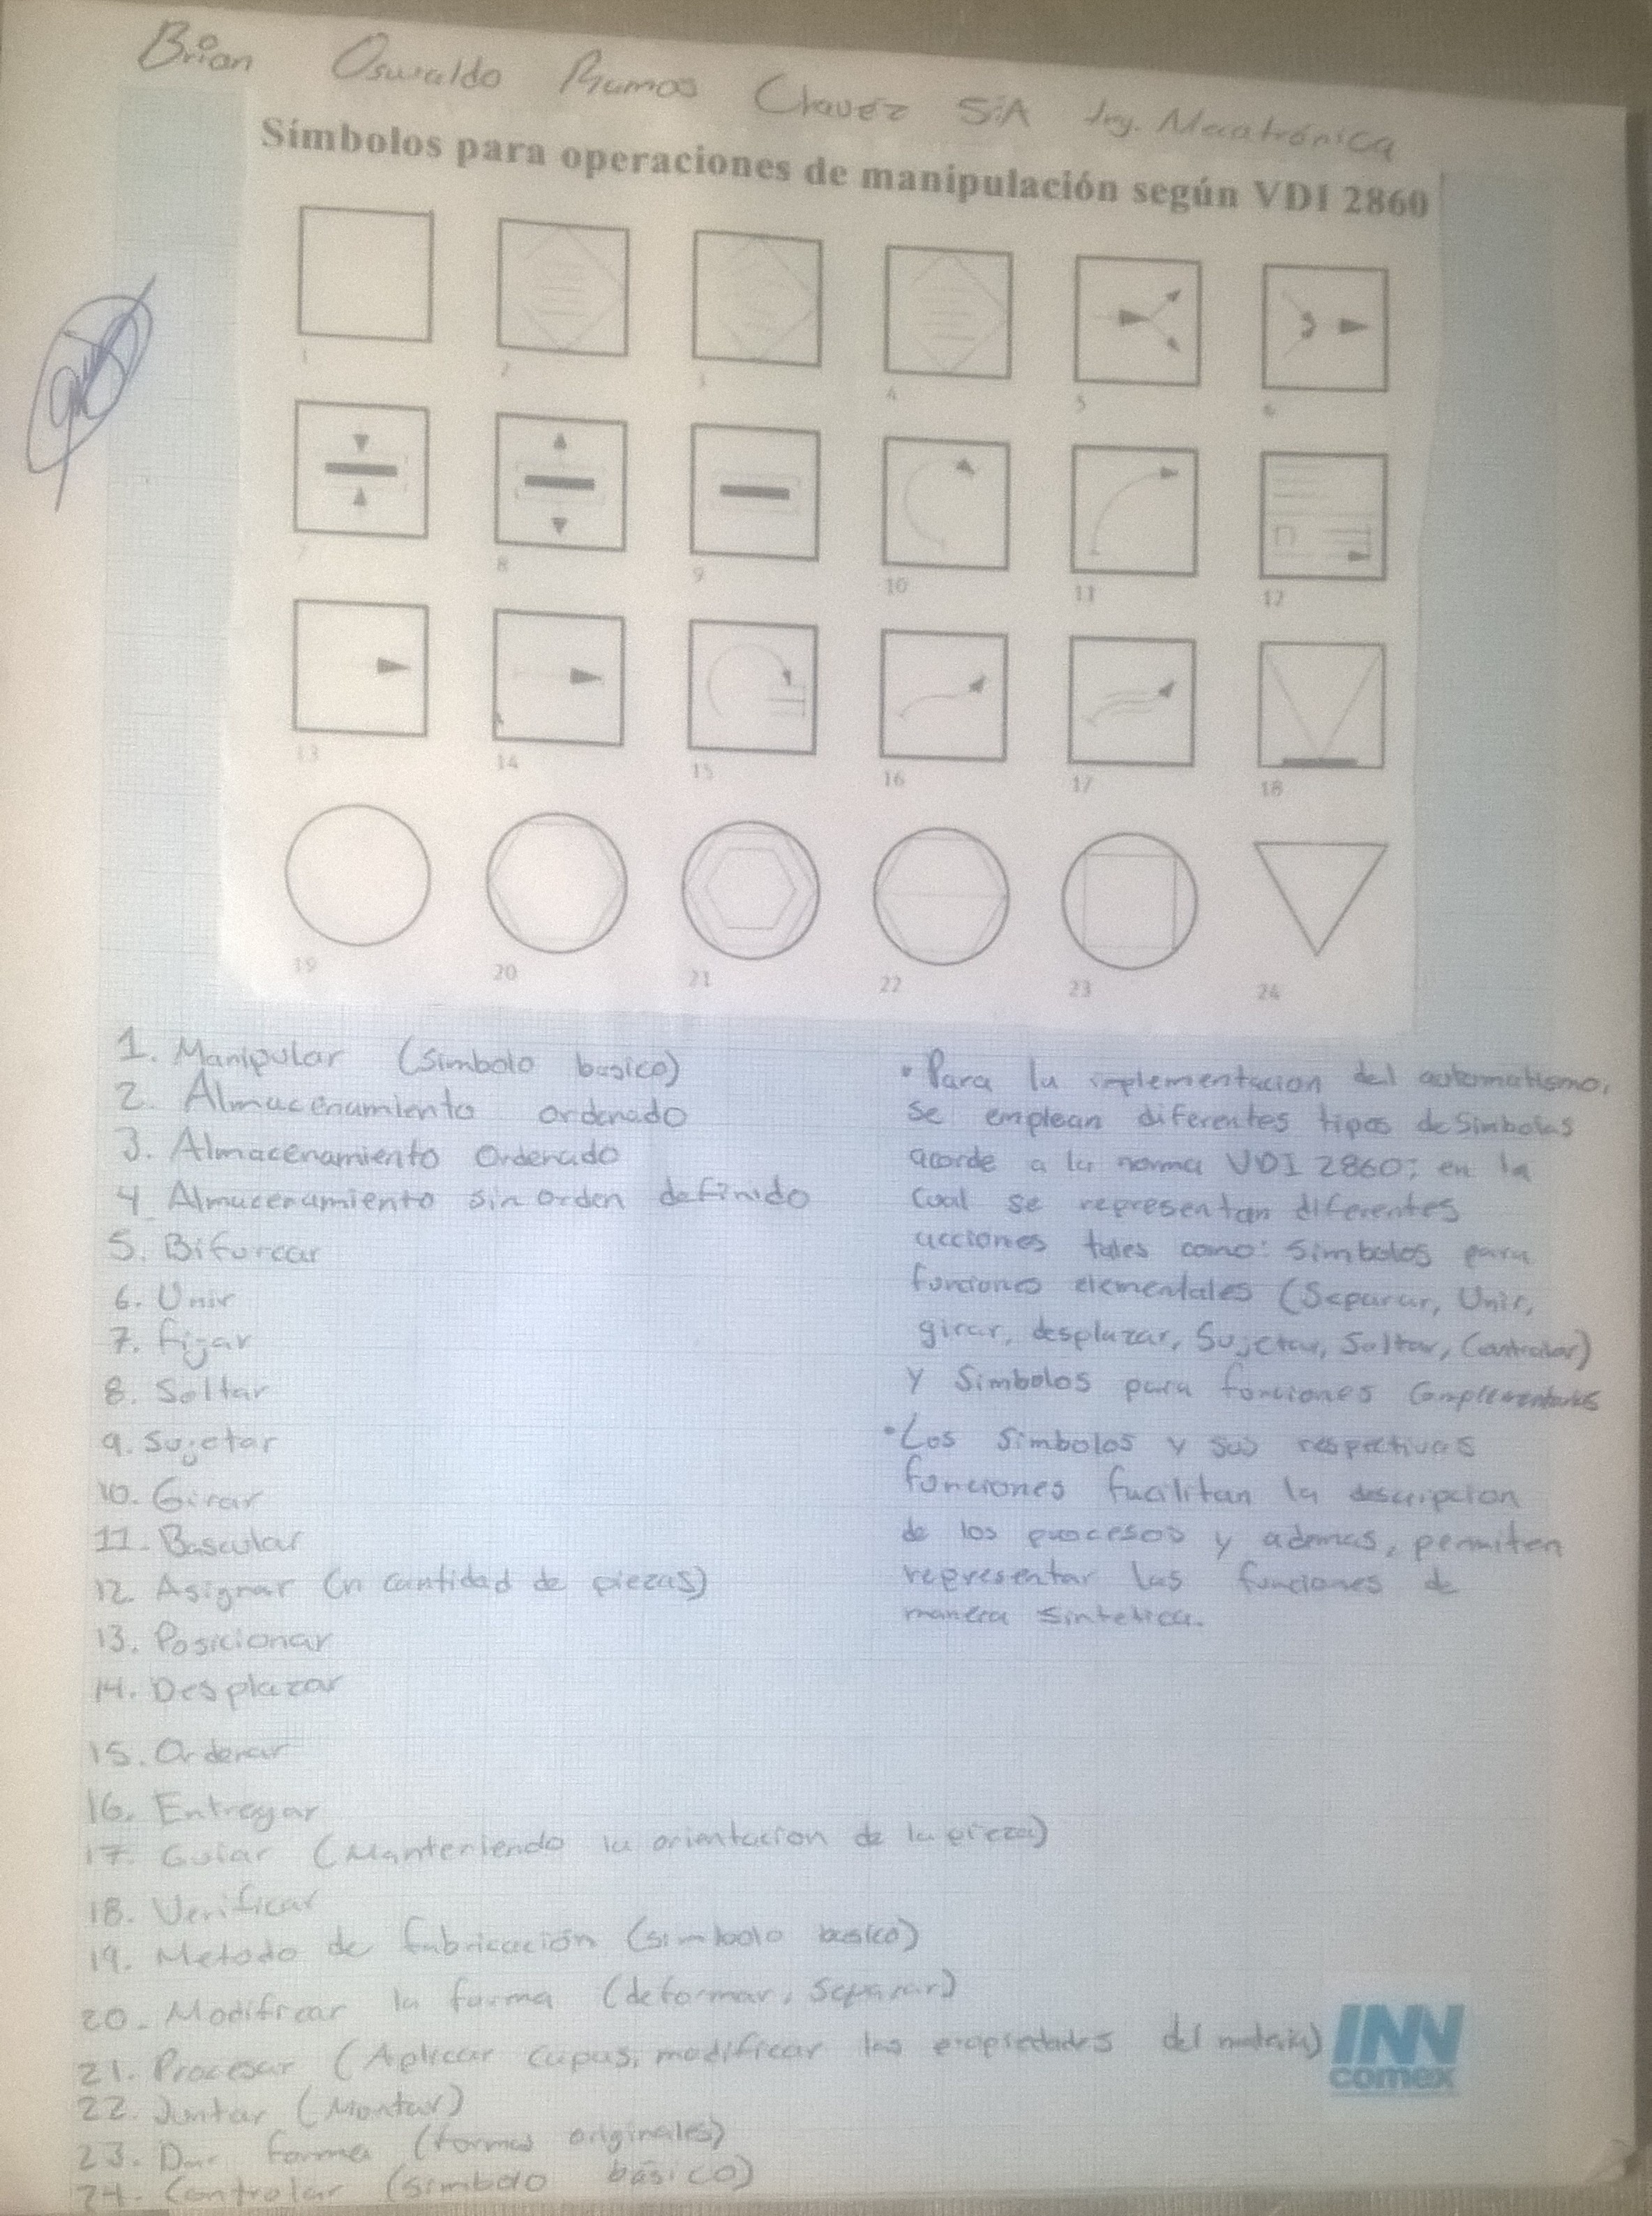 Brian Oswaldo Ramos Chavez 5iA Ing. Mecatrónica
Símbolos para operaciones de manipulación según VDI 2860
1 2 3 4 5 6
7 8 9 10 11 12
13 14 15 16 17 18
19 20 21 22 23 24
1. Manipular (simbolo basico)
2. Almacenamiento ordenado
3. Almacenamiento Ordenado
4 Almacenamiento sin orden definido
5. Bifurcar
6. Unir
7. Fijar
8. Soltar
9. Sujetar
10. Girar
11. Bascular
12. Asignar (n cantidad de piezas)
13. Posicionar
14. Desplazar
15. Ordenar
16. Entregar
17. Guiar (Manteniendo la orientacion de la pieza)
18. Verificar
19. Metodo de fabricación (simbolo basico)
20. Modificar la forma (deformar, separar)
21. Procesar (Aplicar capas, modificar las propiedades del material)
22. Juntar (Montar)
23. Dar forma (formas originales)
24. Controlar (simbolo básico)
• Para la implementacion del automatismo,
se emplean diferentes tipos de Simbolos
acorde a la norma VDI 2860; en la
cual se representan diferentes
acciones tales como: Simbolos para
funciones elementales (Separar, Unir,
girar, desplazar, Sujetar, Soltar, Controlar)
y Simbolos para funciones Complementarias
• Los Simbolos y sus respectivas
funciones facilitan la descripcion
de los procesos y ademas, permiten
representar las funciones de
manera sintetica.
INN
comex